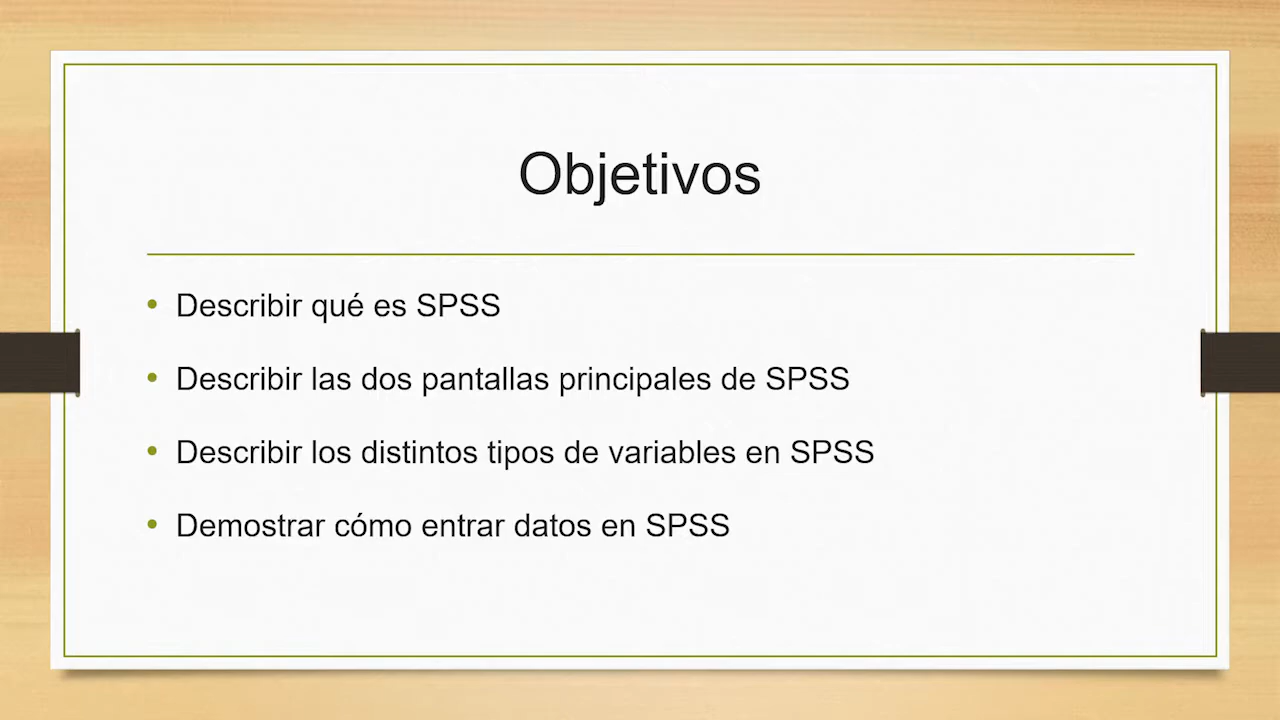 Objetivos
• Describir qué es SPSS
• Describir las dos pantallas principales de SPSS
• Describir los distintos tipos de variables en SPSS
• Demostrar cómo entrar datos en SPSS